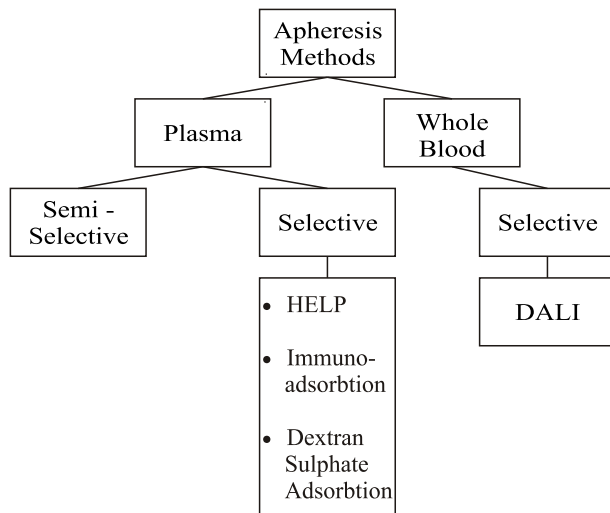 Apheresis
Methods
Plasma
Whole
Blood
Semi -
Selective
Selective
Selective
• HELP
• Immuno-
adsorbtion
• Dextran
Sulphate
Adsorbtion
DALI